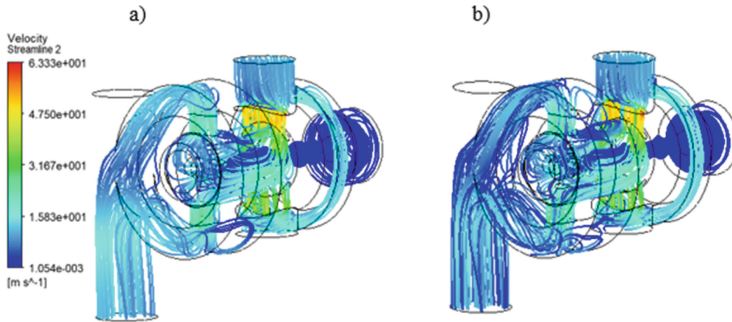 a)
b)
Velocity
Streamline 2
6.333e+001
4.750e+001
3.167e+001
1.583e+001
1.054e-003
[m s^-1]